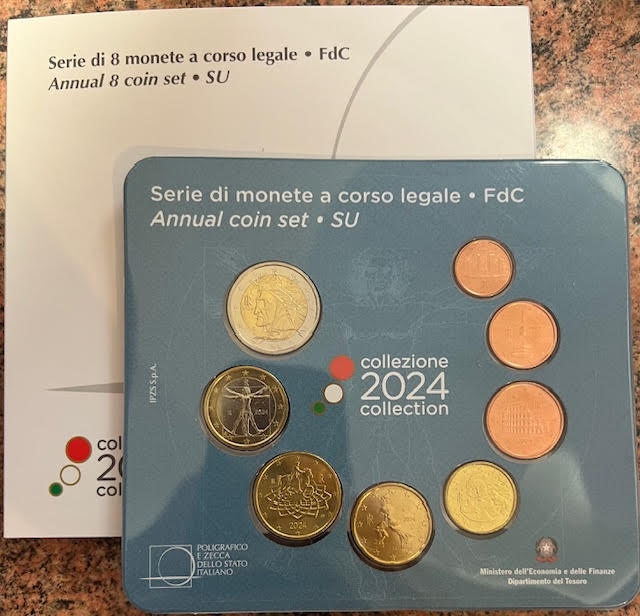 Serie di 8 monete a corso legale • FdC
Annual 8 coin set • SU
Serie di monete a corso legale • FdC
Annual coin set • SU
collezione
2024
collection
IPZS S.p.A.
2024
2024
POLIGRAFICO
E ZECCA
DELLO STATO
ITALIANO
Ministero dell'Economia e delle Finanze
Dipartimento del Tesoro